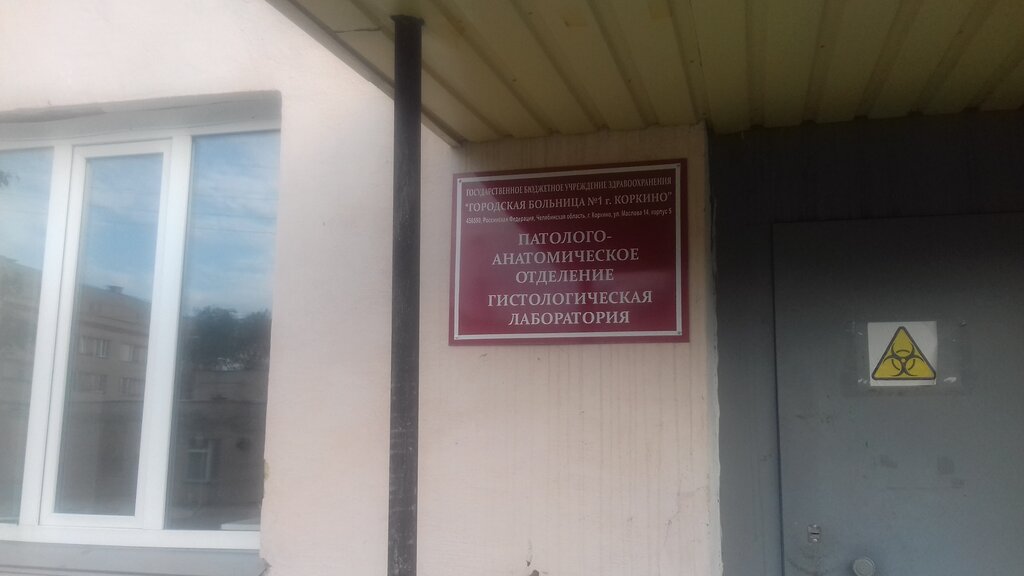 ГОСУДАРСТВЕННОЕ БЮДЖЕТНОЕ УЧРЕЖДЕНИЕ ЗДРАВООХРАНЕНИЯ
"ГОРОДСКАЯ БОЛЬНИЦА №1 г. КОРКИНО"
456550, Российская Федерация, Челябинская область, г. Коркино, ул. Маслова 14, корпус 5
ПАТОЛОГО-
АНАТОМИЧЕСКОЕ
ОТДЕЛЕНИЕ
ГИСТОЛОГИЧЕСКАЯ
ЛАБОРАТОРИЯ